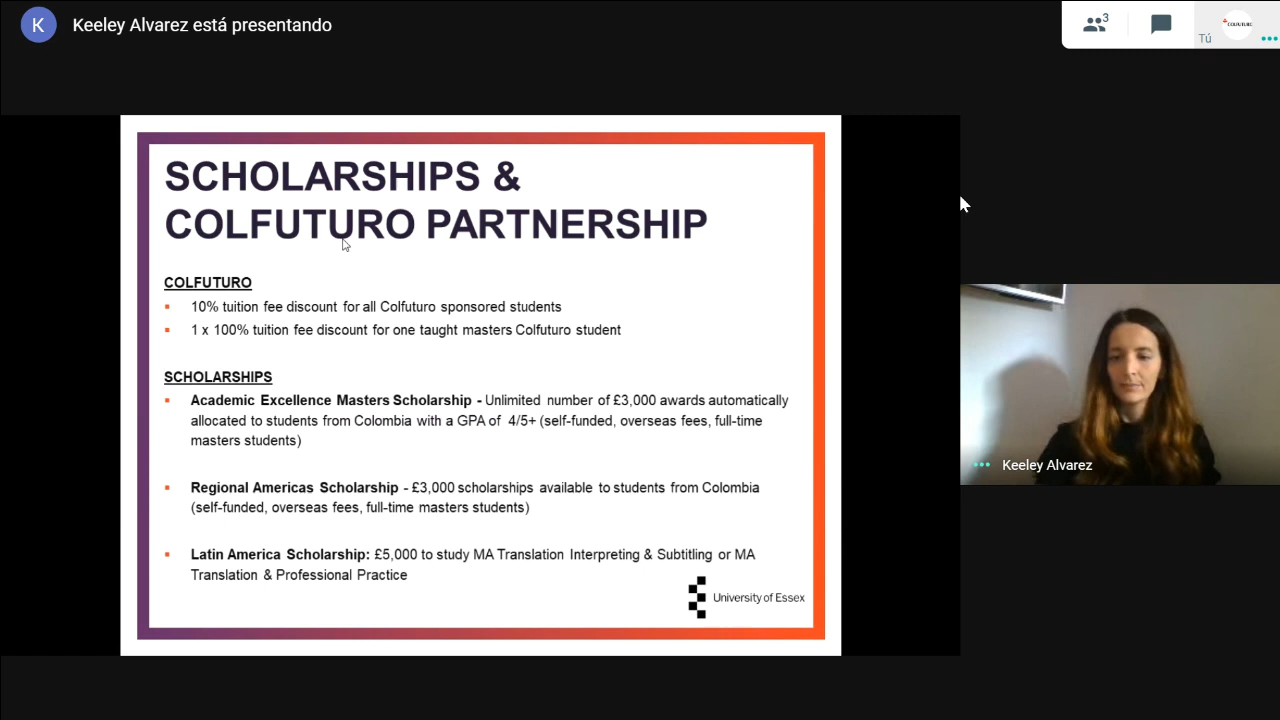 K
Keeley Alvarez está presentando
3
COLFUTURO
Tú
SCHOLARSHIPS &
COLFUTURO PARTNERSHIP
COLFUTURO
10% tuition fee discount for all Colfuturo sponsored students
1 x 100% tuition fee discount for one taught masters Colfuturo student
SCHOLARSHIPS
Academic Excellence Masters Scholarship - Unlimited number of £3,000 awards automatically
allocated to students from Colombia with a GPA of 4/5+ (self-funded, overseas fees, full-time
masters students)
Regional Americas Scholarship - £3,000 scholarships available to students from Colombia
(self-funded, overseas fees, full-time masters students)
Latin America Scholarship: £5,000 to study MA Translation Interpreting & Subtitling or MA
Translation & Professional Practice
University of Essex
Keeley Alvarez